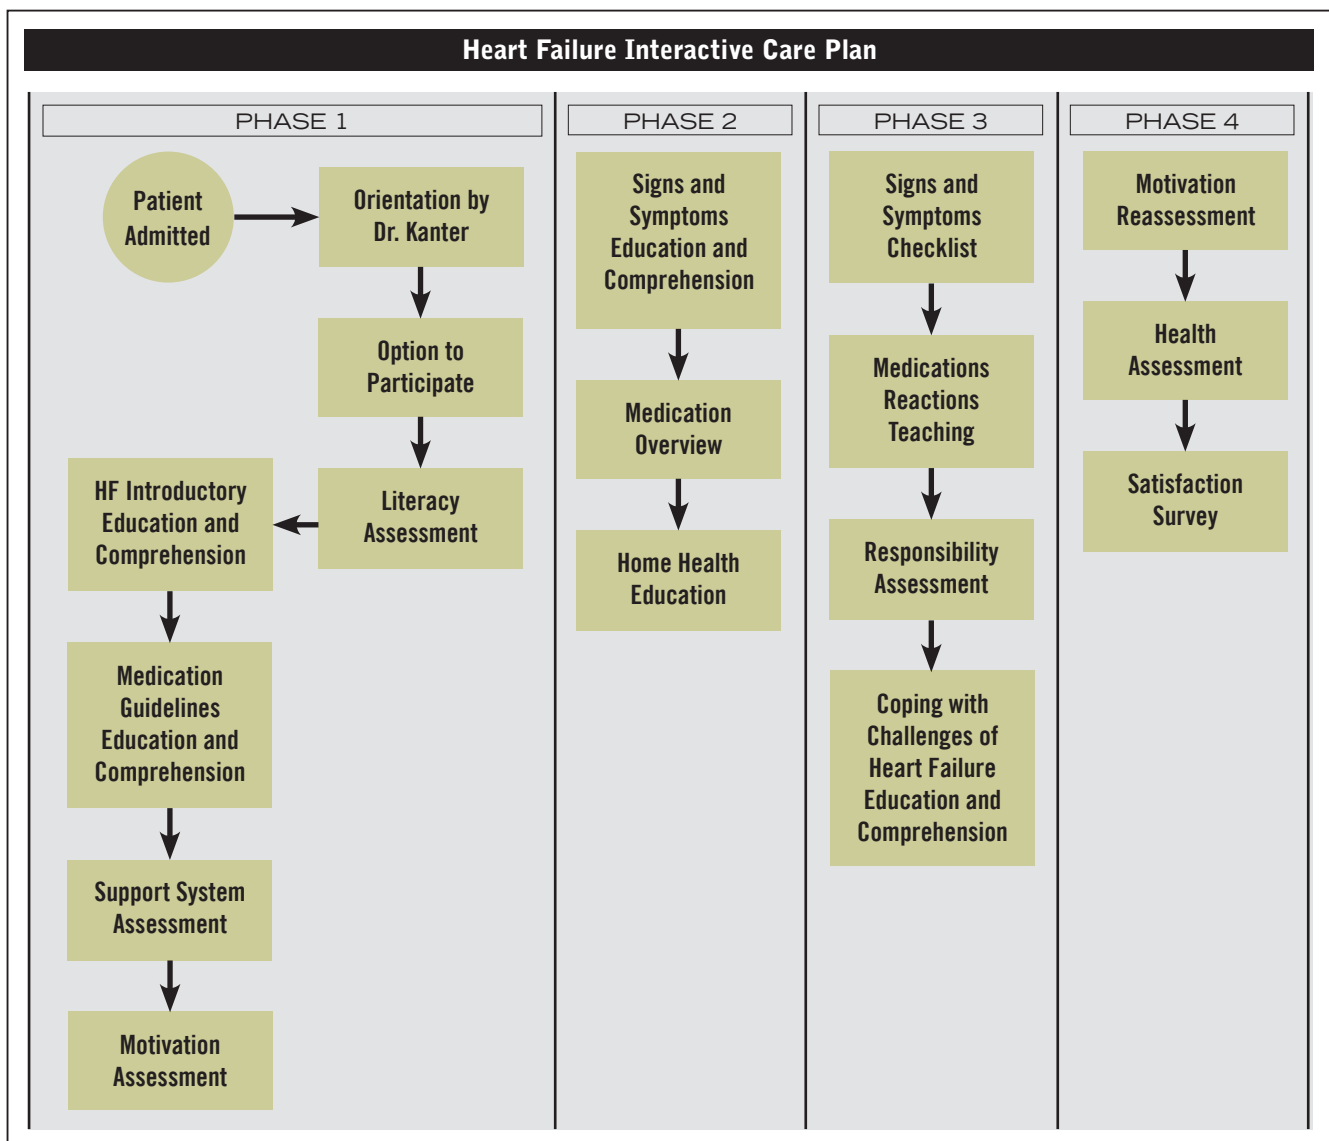 Heart Failure Interactive Care Plan
PHASE 1
Patient
Admitted
Orientation by
Dr. Kanter
Option to
Participate
Literacy
Assessment
HF Introductory
Education and
Comprehension
Medication
Guidelines
Education and
Comprehension
Support System
Assessment
Motivation
Assessment
PHASE 2
Signs and
Symptoms
Education and
Comprehension
Medication
Overview
Home Health
Education
PHASE 3
Signs and
Symptoms
Checklist
Medications
Reactions
Teaching
Responsibility
Assessment
Coping with
Challenges of
Heart Failure
Education and
Comprehension
PHASE 4
Motivation
Reassessment
Health
Assessment
Satisfaction
Survey